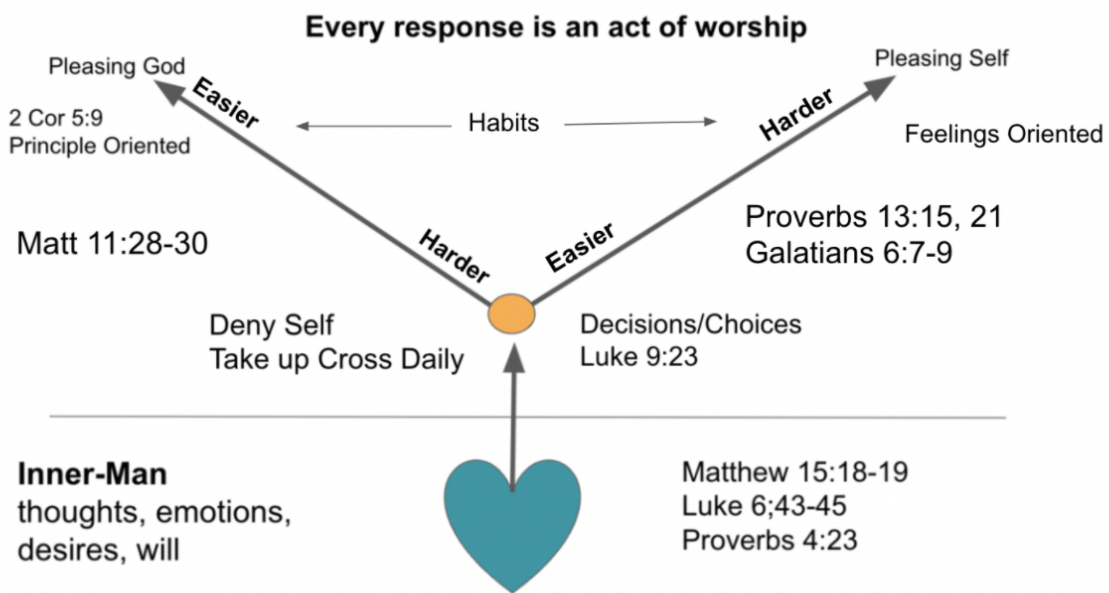 Every response is an act of worship
Pleasing God
Pleasing Self
Easier
Habits
Harder
2 Cor 5:9
Principle Oriented
Feelings Oriented
Matt 11:28-30
Harder
Easier
Proverbs 13:15, 21
Galatians 6:7-9
Deny Self
Take up Cross Daily
Decisions/Choices
Luke 9:23
Inner-Man
thoughts, emotions,
desires, will
Matthew 15:18-19
Luke 6;43-45
Proverbs 4:23